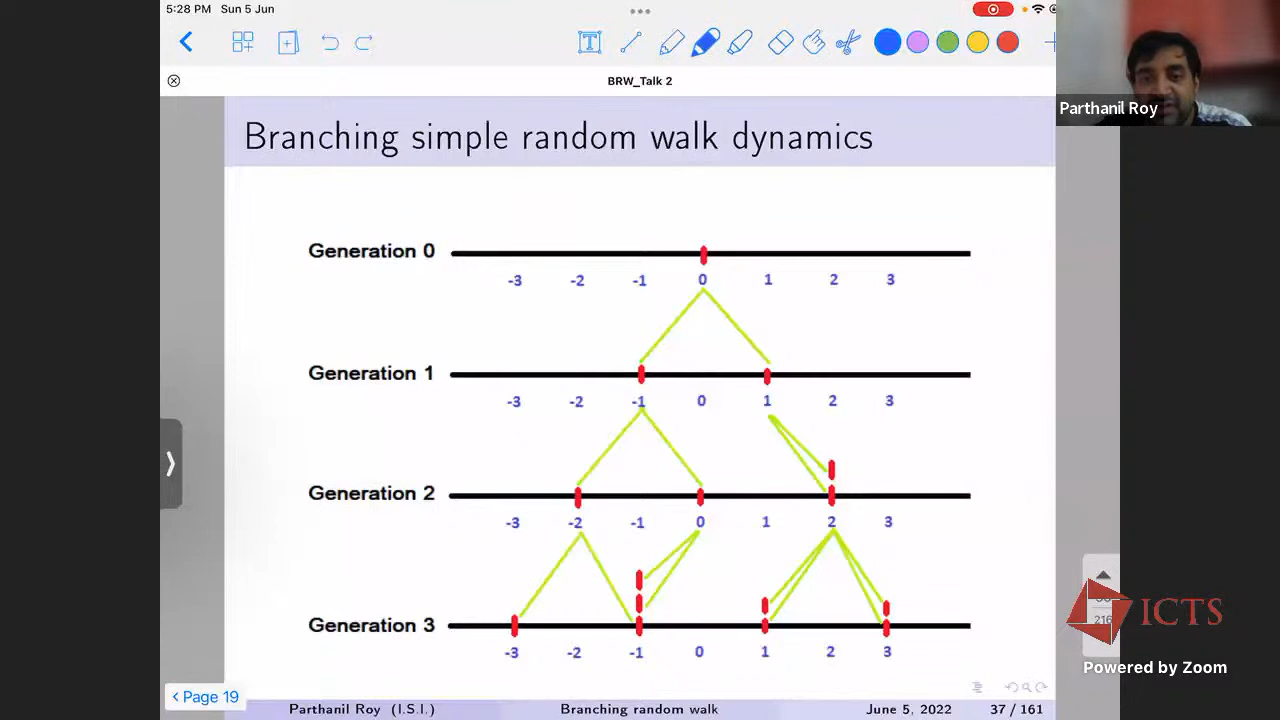 5:28 PM Sun 5 Jun
BRW_Talk 2
Parthanil Roy
Branching simple random walk dynamics
Generation 0
-3 -2 -1 0 1 2 3
Generation 1
-3 -2 -1 0 1 2 3
Generation 2
-3 -2 -1 0 1 2 3
Generation 3
-3 -2 -1 0 1 2 3
ICTS
Powered by Zoom
Page 19
Parthanil Roy (I.S.I.) Branching random walk June 5, 2022 37 / 161